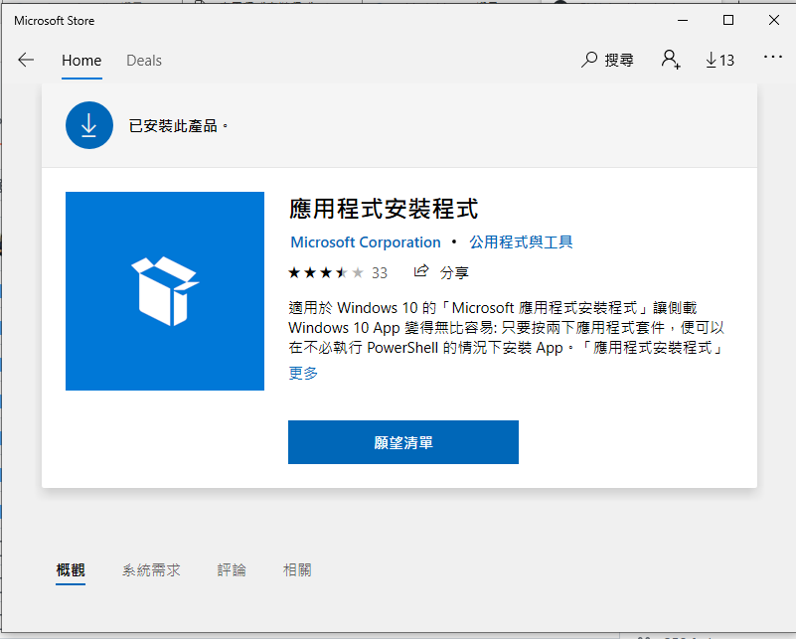 Microsoft Store
Home Deals 搜尋 13
已安裝此產品。
應用程式安裝程式
Microsoft Corporation • 公用程式與工具
33 分享
適用於 Windows 10 的「Microsoft 應用程式安裝程式」讓側載
Windows 10 App 變得無比容易: 只要按兩下應用程式套件，便可以
在不必執行 PowerShell 的情況下安裝 App。「應用程式安裝程式」
更多
願望清單
概觀 系統需求 評論 相關